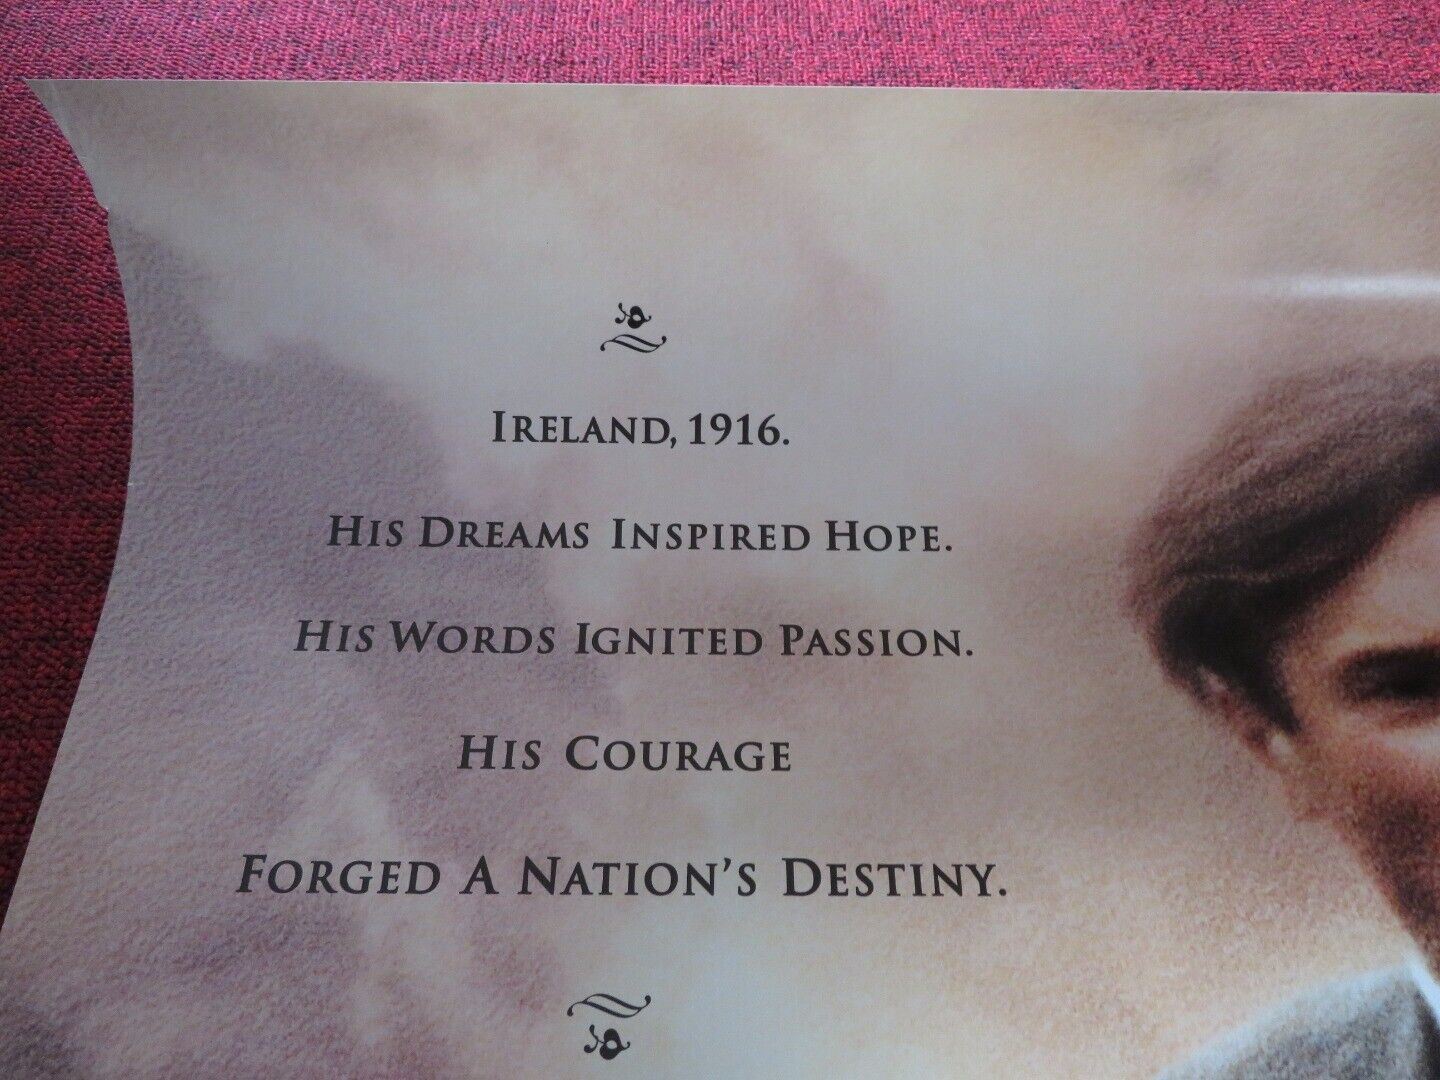 Ireland, 1916.
His Dreams Inspired Hope.
His Words Ignited Passion.
His Courage
Forged A Nation's Destiny.